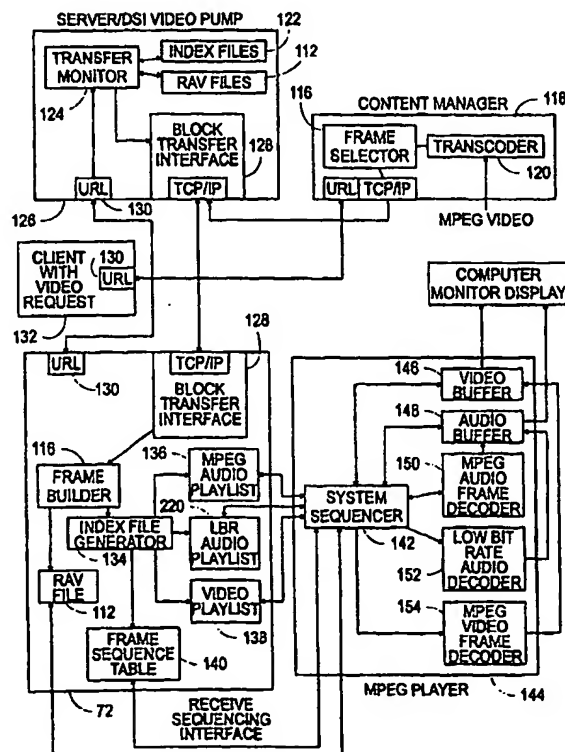 SERVER/DSI VIDEO PUMP
122
TRANSFER
MONITOR
INDEX FILES
112
RAV FILES
124
BLOCK
TRANSFER
INTERFACE
128
URL
TCP/IP
126
130
116
CONTENT MANAGER
118
FRAME
SELECTOR
TRANSCODER
120
URL
TCP/IP
MPEG VIDEO
CLIENT WITH
VIDEO
REQUEST
130
URL
132
COMPUTER
MONITOR DISPLAY
URL
130
TCP/IP
128
BLOCK
TRANSFER
INTERFACE
116
FRAME
BUILDER
136
MPEG
AUDIO
PLAYLIST
220
INDEX FILE
GENERATOR
134
LBR
AUDIO
PLAYLIST
RAV
FILE
112
VIDEO
PLAYLIST
138
FRAME
SEQUENCE
TABLE
140
72
RECEIVE
SEQUENCING
INTERFACE
SYSTEM
SEQUENCER
142
146
VIDEO
BUFFER
148
AUDIO
BUFFER
150
MPEG
AUDIO
FRAME
DECODER
LOW BIT
RATE
AUDIO
DECODER
152
154
MPEG
VIDEO
FRAME
DECODER
MPEG PLAYER
144